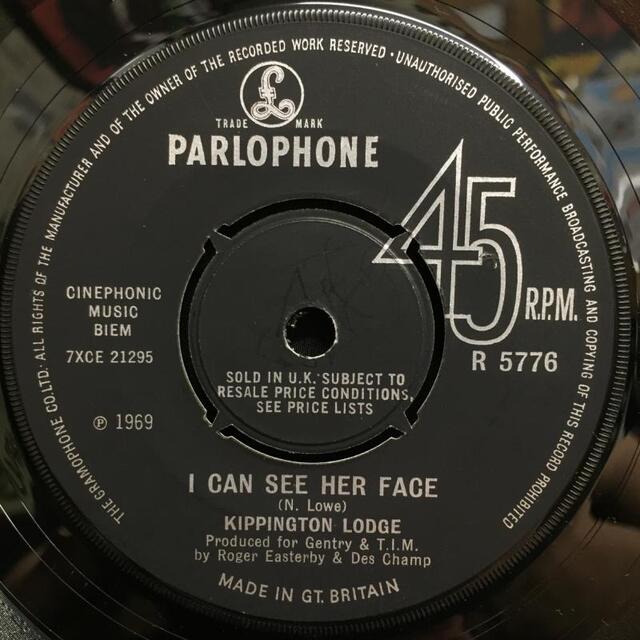 THE GRAMOPHONE CO.LTD. · ALL RIGHTS OF THE MANUFACTURER AND OF THE OWNER OF THE RECORDED WORK RESERVED · UNAUTHORISED PUBLIC PERFORMANCE BROADCASTING AND COPYING OF THIS RECORD PROHIBITED
£
TRADE MARK
PARLOPHONE
45
R.P.M.
R 5776
CINEPHONIC
MUSIC
BIEM
7XCE 21295
℗ 1969
SOLD IN U.K. SUBJECT TO
RESALE PRICE CONDITIONS,
SEE PRICE LISTS
I CAN SEE HER FACE
(N. Lowe)
KIPPINGTON LODGE
Produced for Gentry & T.I.M.
by Roger Easterby & Des Champ
MADE IN GT. BRITAIN